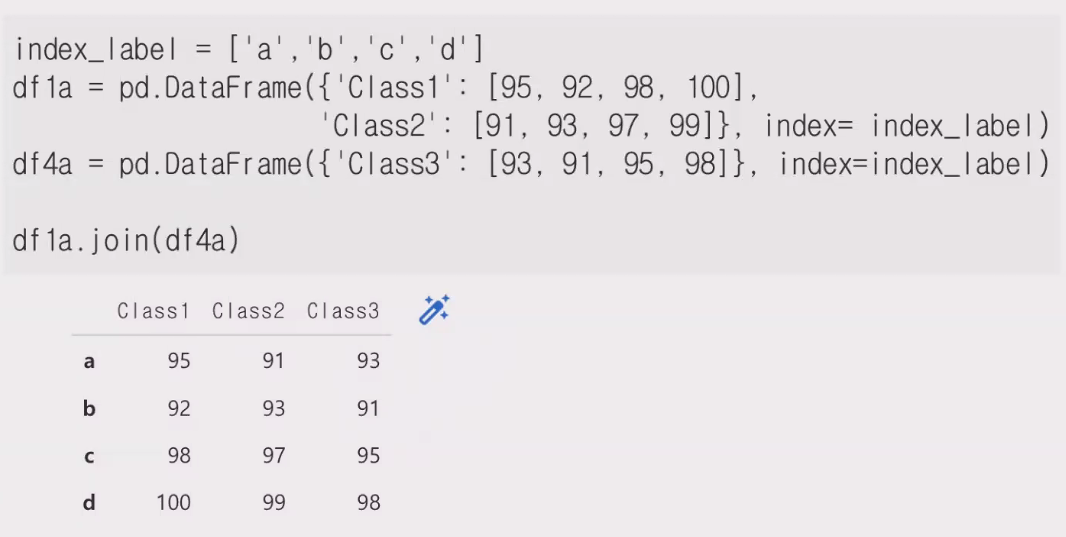 index_label = ['a','b','c','d']
df1a = pd.DataFrame({'Class1': [95, 92, 98, 100],
'Class2': [91, 93, 97, 99]}, index= index_label)
df4a = pd.DataFrame({'Class3': [93, 91, 95, 98]}, index=index_label)
df1a.join(df4a)
Class1 Class2 Class3
a 95 91 93
b 92 93 91
c 98 97 95
d 100 99 98